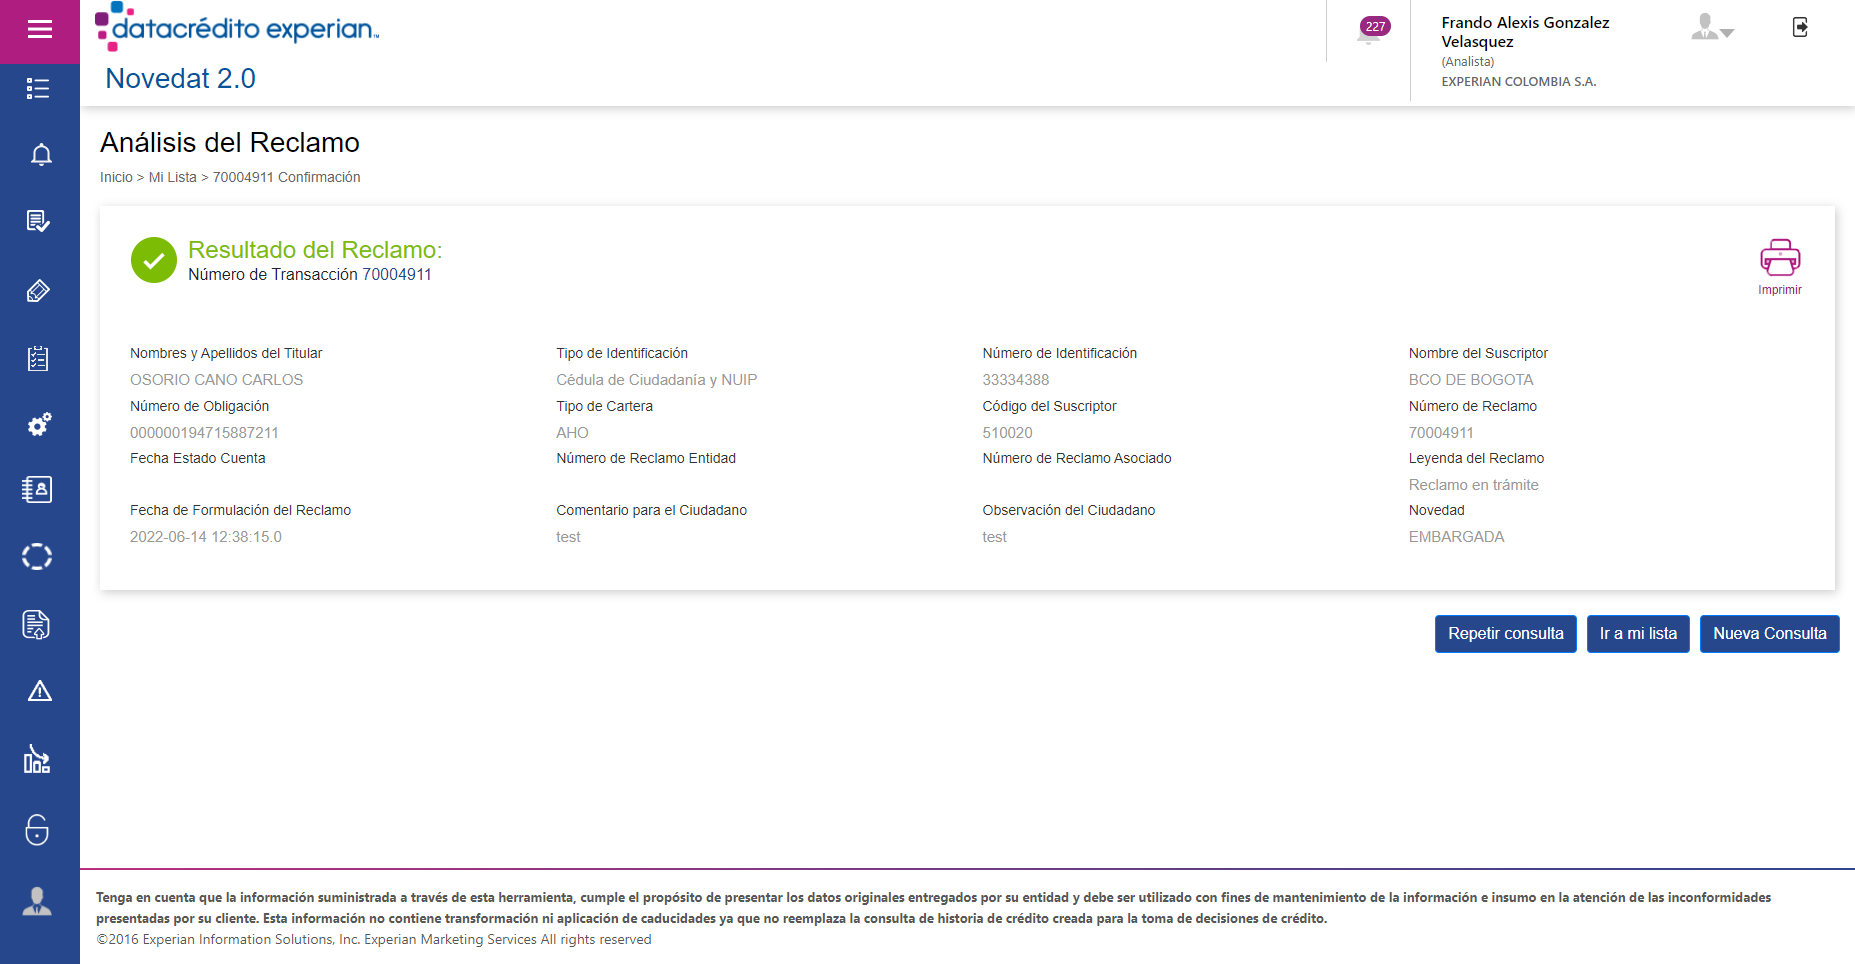 datacrédito experian™
Novedat 2.0
227
Frando Alexis Gonzalez
Velasquez
(Analista)
EXPERIAN COLOMBIA S.A.
Análisis del Reclamo
Inicio > Mi Lista > 70004911 Confirmación
Resultado del Reclamo:
Número de Transacción 70004911
Imprimir
Nombres y Apellidos del Titular Tipo de Identificación Número de Identificación Nombre del Suscriptor
OSORIO CANO CARLOS Cédula de Ciudadanía y NUIP 33334388 BCO DE BOGOTA
Número de Obligación Tipo de Cartera Código del Suscriptor Número de Reclamo
000000194715887211 AHO 510020 70004911
Fecha Estado Cuenta Número de Reclamo Entidad Número de Reclamo Asociado Leyenda del Reclamo
Reclamo en trámite
Fecha de Formulación del Reclamo Comentario para el Ciudadano Observación del Ciudadano Novedad
2022-06-14 12:38:15.0 test test EMBARGADA
Repetir consulta Ir a mi lista Nueva Consulta
Tenga en cuenta que la información suministrada a través de esta herramienta, cumple el propósito de presentar los datos originales entregados por su entidad y debe ser utilizado con fines de mantenimiento de la información e insumo en la atención de las inconformidades
presentadas por su cliente. Esta información no contiene transformación ni aplicación de caducidades ya que no reemplaza la consulta de historia de crédito creada para la toma de decisiones de crédito.
©2016 Experian Information Solutions, Inc. Experian Marketing Services All rights reserved